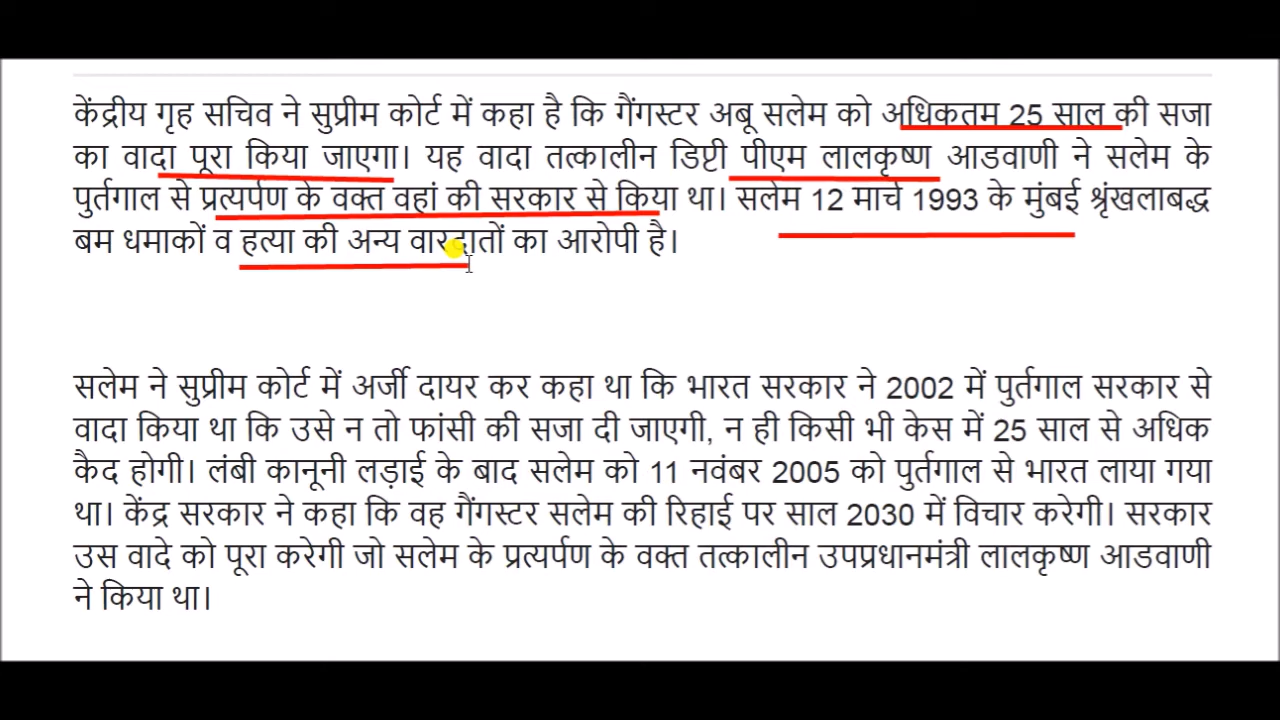 केंद्रीय गृह सचिव ने सुप्रीम कोर्ट में कहा है कि गैंगस्टर अबू सलेम को अधिकतम 25 साल की सजा
का वादा पूरा किया जाएगा। यह वादा तत्कालीन डिप्टी पीएम लालकृष्ण आडवाणी ने सलेम के
पुर्तगाल से प्रत्यर्पण के वक्त वहां की सरकार से किया था। सलेम 12 मार्च 1993 के मुंबई श्रृंखलाबद्ध
बम धमाकों व हत्या की अन्य वारदातों का आरोपी है।
सलेम ने सुप्रीम कोर्ट में अर्जी दायर कर कहा था कि भारत सरकार ने 2002 में पुर्तगाल सरकार से
वादा किया था कि उसे न तो फांसी की सजा दी जाएगी, न ही किसी भी केस में 25 साल से अधिक
कैद होगी। लंबी कानूनी लड़ाई के बाद सलेम को 11 नवंबर 2005 को पुर्तगाल से भारत लाया गया
था। केंद्र सरकार ने कहा कि वह गैंगस्टर सलेम की रिहाई पर साल 2030 में विचार करेगी। सरकार
उस वादे को पूरा करेगी जो सलेम के प्रत्यर्पण के वक्त तत्कालीन उपप्रधानमंत्री लालकृष्ण आडवाणी
ने किया था।